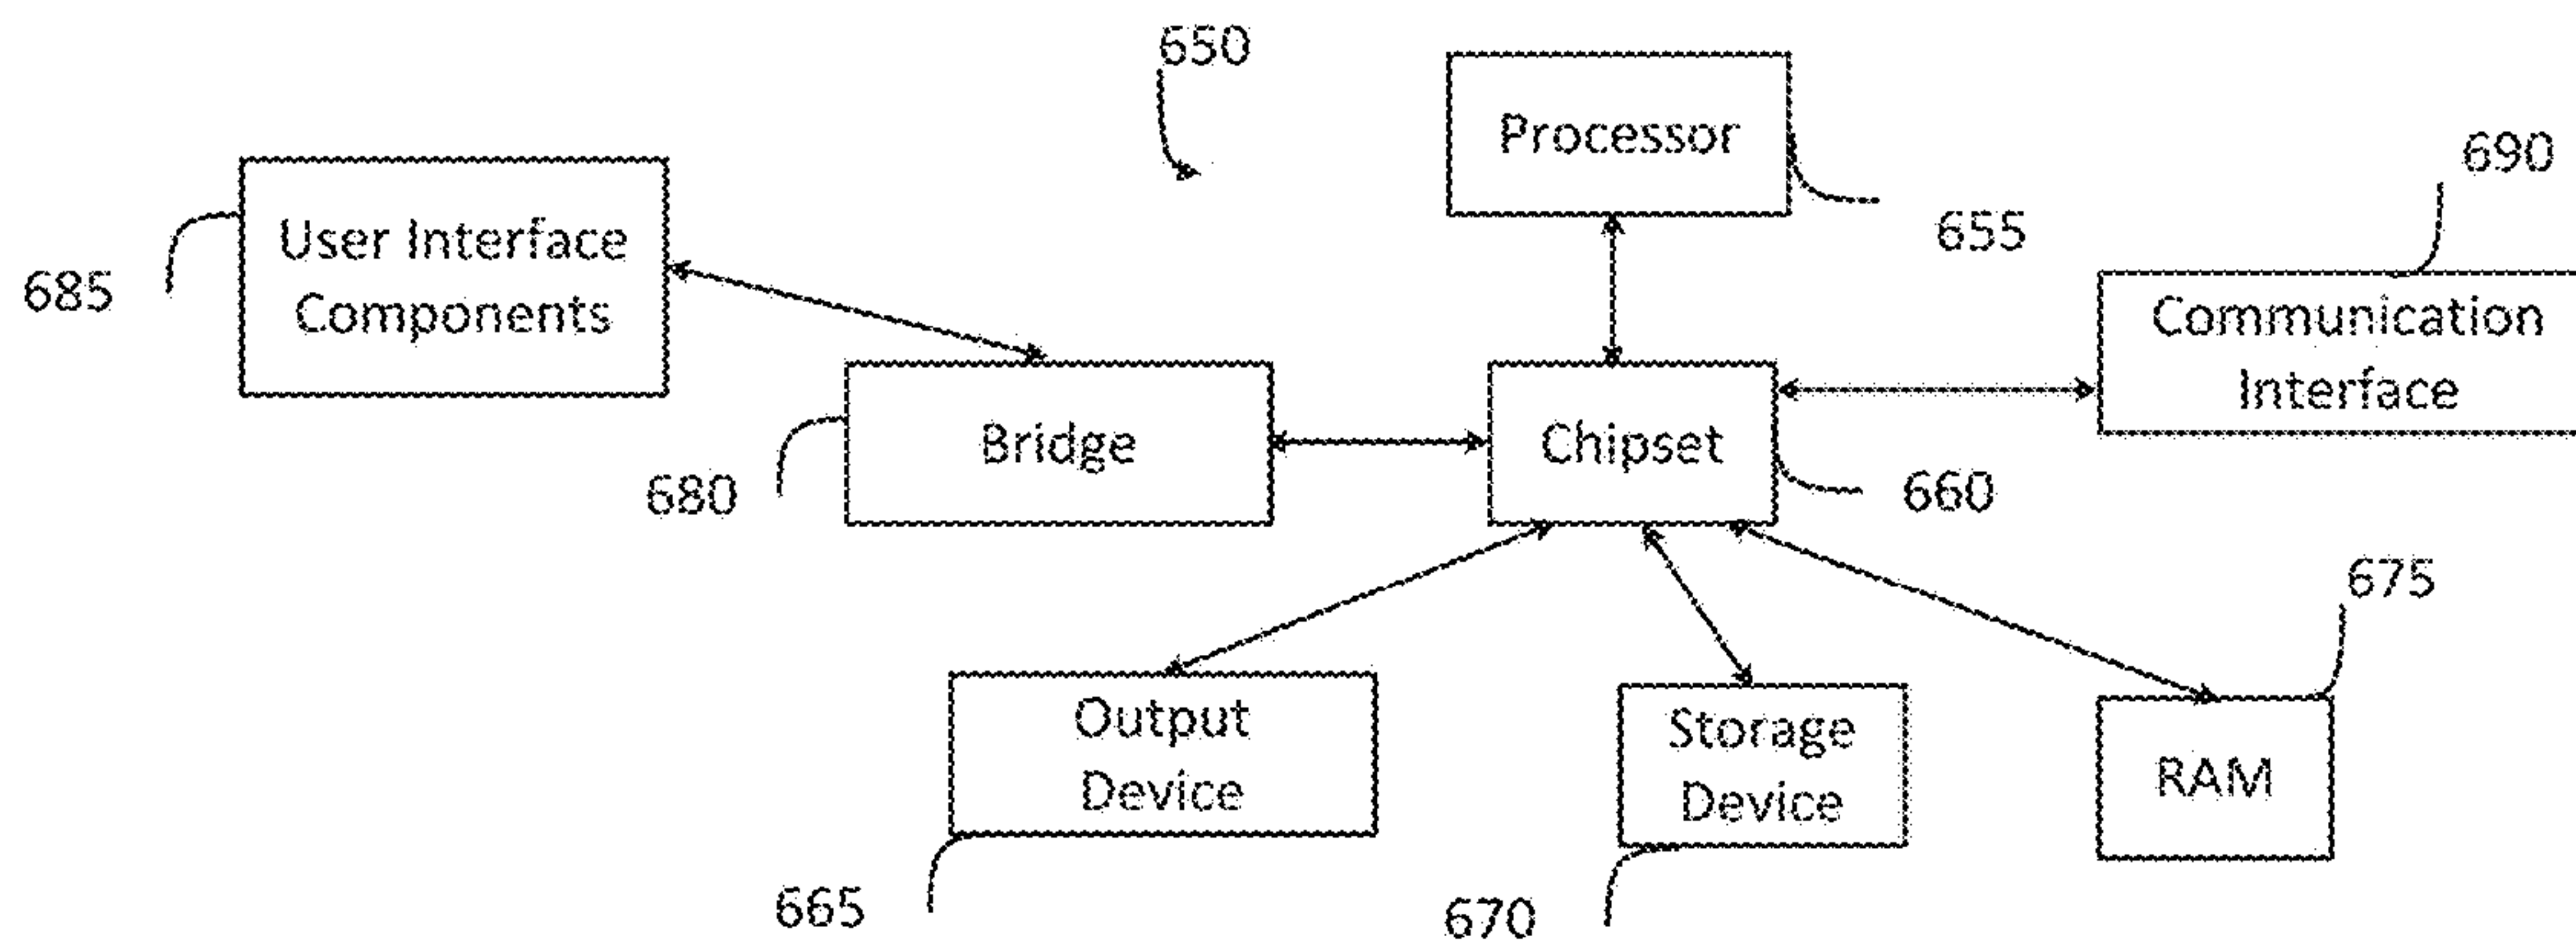 650
Processor
690
User Interface
Components
685
655
Communication
Interface
Bridge
Chipset
680
660
675
Output
Device
Storage
Device
RAM
665
670